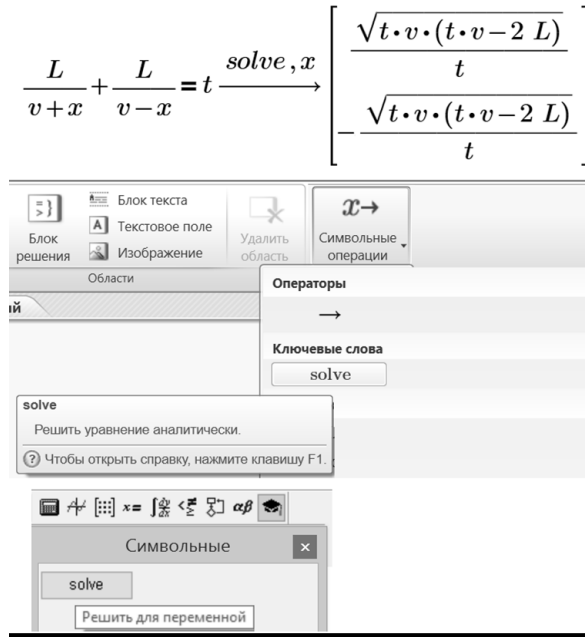 L/(v+x) + L/(v−x) = t solve, x → [ √(t·v·(t·v−2 L))/t
−√(t·v·(t·v−2 L))/t ]
Блок решения
Блок текста
Текстовое поле
Изображение
Удалить область
Символьные операции
Области
ый
Операторы
→
Ключевые слова
solve
solve
Решить уравнение аналитически.
Чтобы открыть справку, нажмите клавишу F1.
Символьные
solve
Решить для переменной